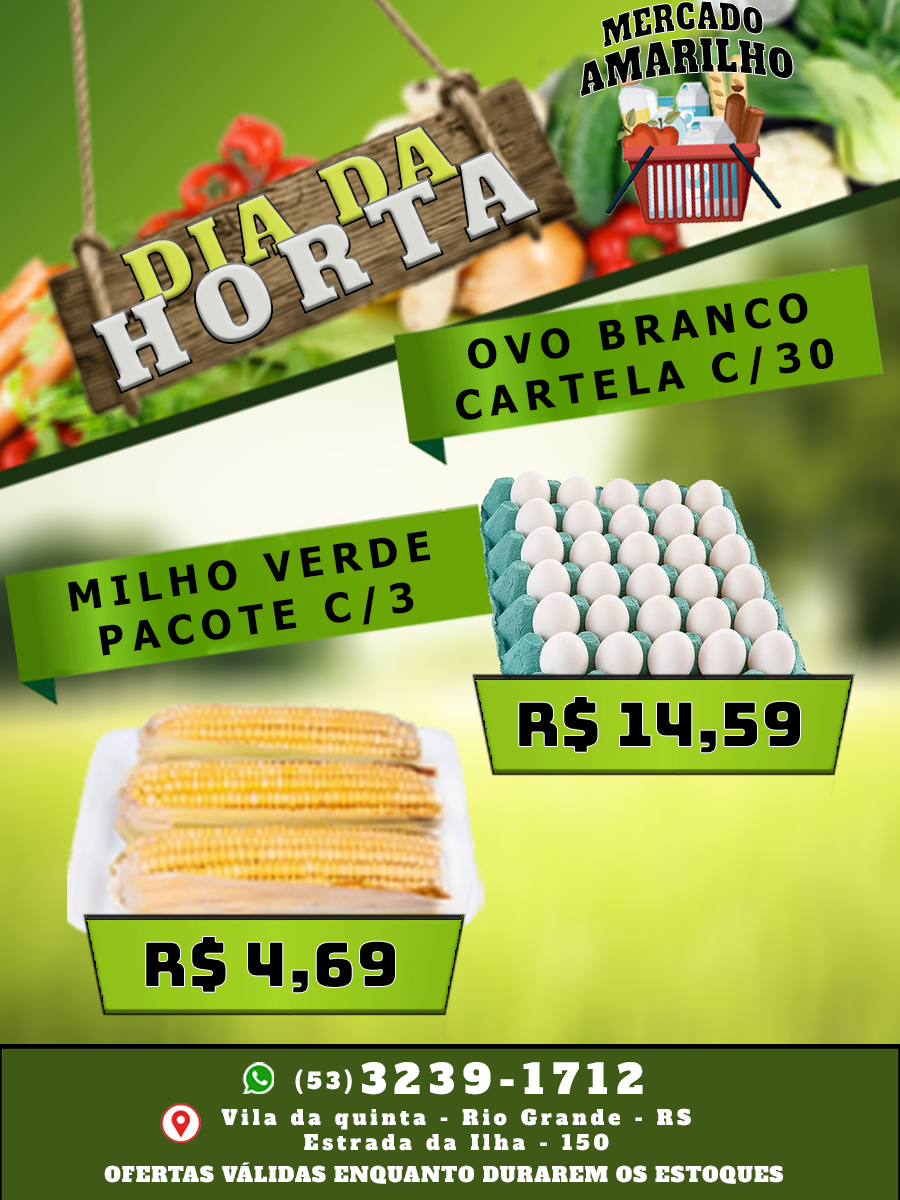 MERCADO
AMARILHO
DIA DA
HORTA
OVO BRANCO
CARTELA C/30
MILHO VERDE
PACOTE C/3
R$ 14,59
R$ 4,69
(53) 3239-1712
Vila da quinta - Rio Grande - RS
Estrada da Ilha - 150
OFERTAS VÁLIDAS ENQUANTO DURAREM OS ESTOQUES